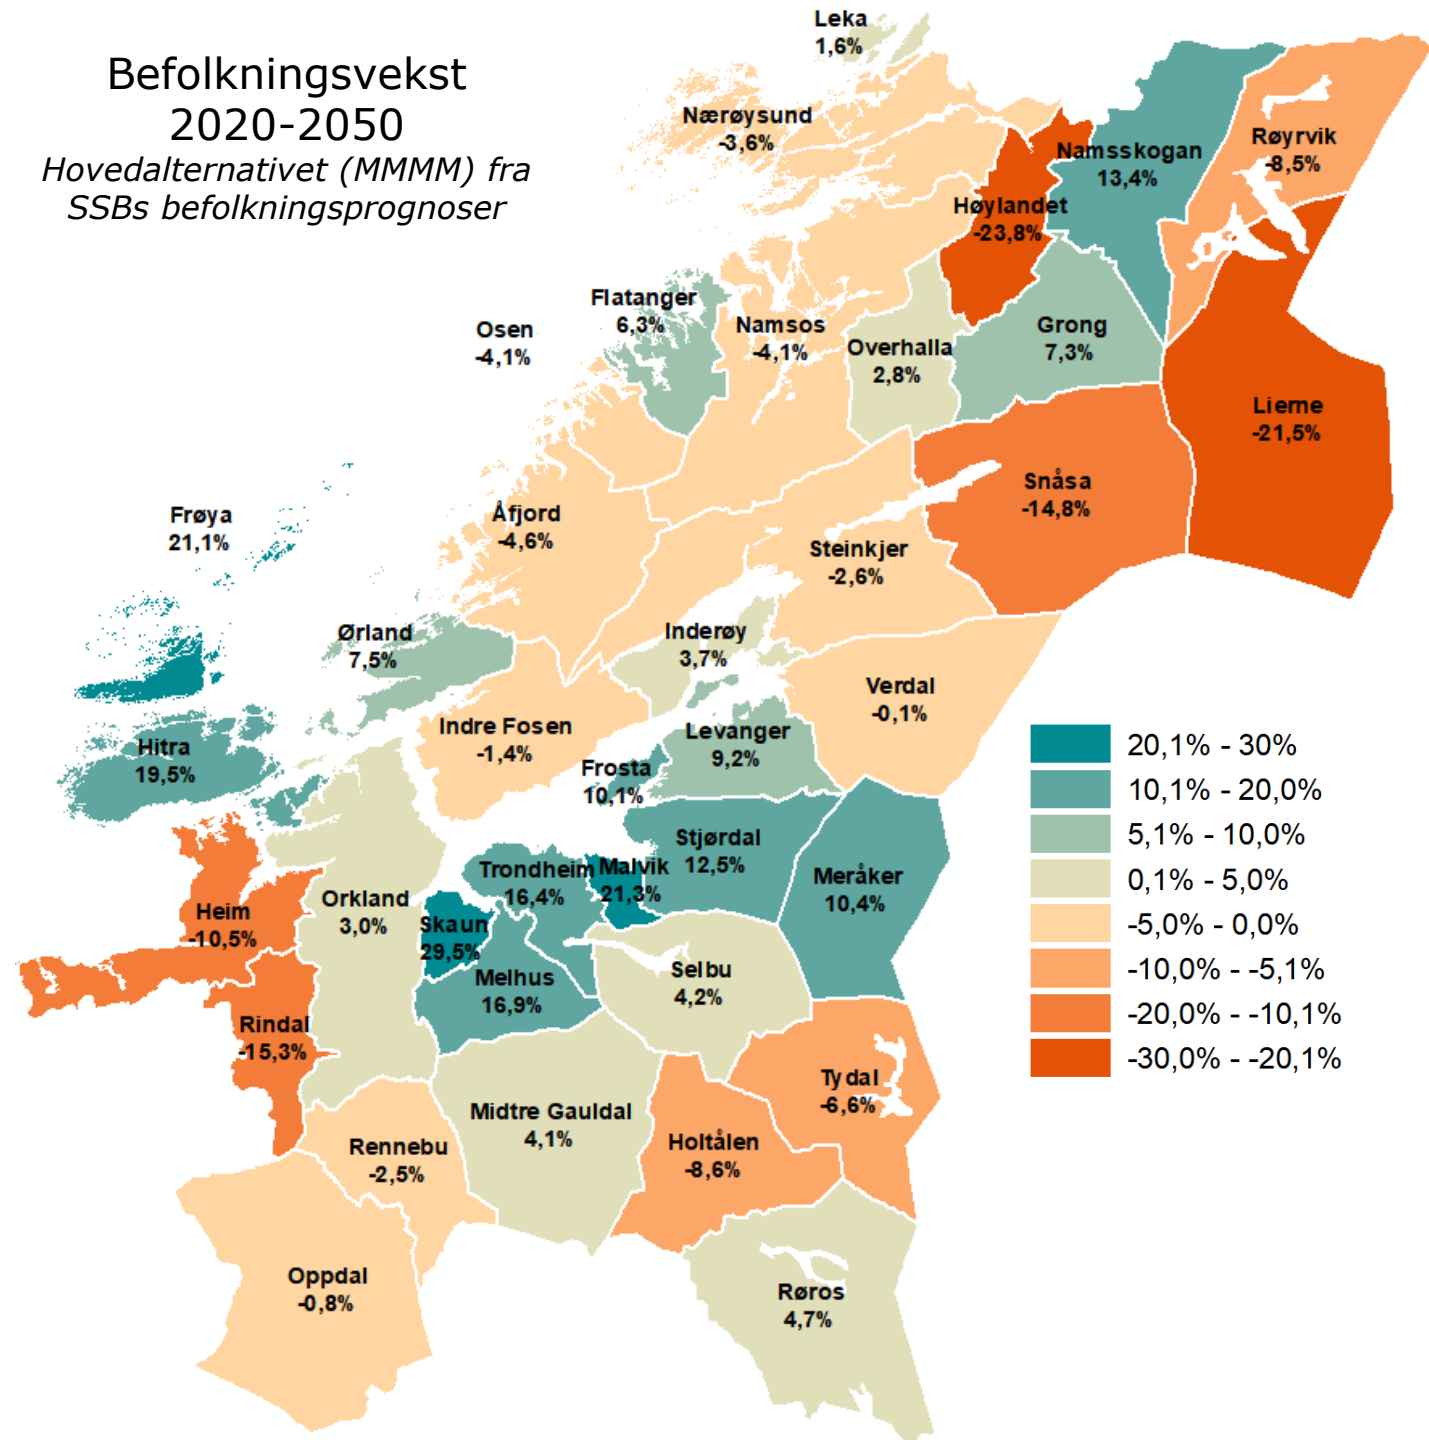 Befolkningsvekst
2020-2050
Hovedalternativet (MMMM) fra
SSBs befolkningsprognoser
Leka
1,6%
Nærøysund
-3,6%
Namsskogan
13,4%
Røyrvik
-8,5%
Høylandet
-23,8%
Flatanger
6,3%
Osen
-4,1%
Namsos
-4,1%
Overhalla
2,8%
Grong
7,3%
Lierne
-21,5%
Snåsa
-14,8%
Frøya
21,1%
Åfjord
-4,6%
Steinkjer
-2,6%
Ørland
7,5%
Inderøy
3,7%
Verdal
-0,1%
Indre Fosen
-1,4%
Levanger
9,2%
Hitra
19,5%
Frosta
10,1%
Stjørdal
12,5%
Trondheim
16,4%
Malvik
21,3%
Meråker
10,4%
Orkland
3,0%
Skaun
29,5%
Heim
-10,5%
Melhus
16,9%
Selbu
4,2%
Rindal
-15,3%
Tydal
-6,6%
Midtre Gauldal
4,1%
Holtålen
-8,6%
Rennebu
-2,5%
Oppdal
-0,8%
Røros
4,7%
20,1% - 30%
10,1% - 20,0%
5,1% - 10,0%
0,1% - 5,0%
-5,0% - 0,0%
-10,0% - -5,1%
-20,0% - -10,1%
-30,0% - -20,1%